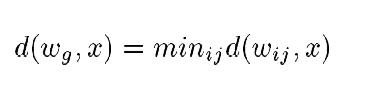 d(w_g, x) = min_{ij} d(w_{ij}, x)